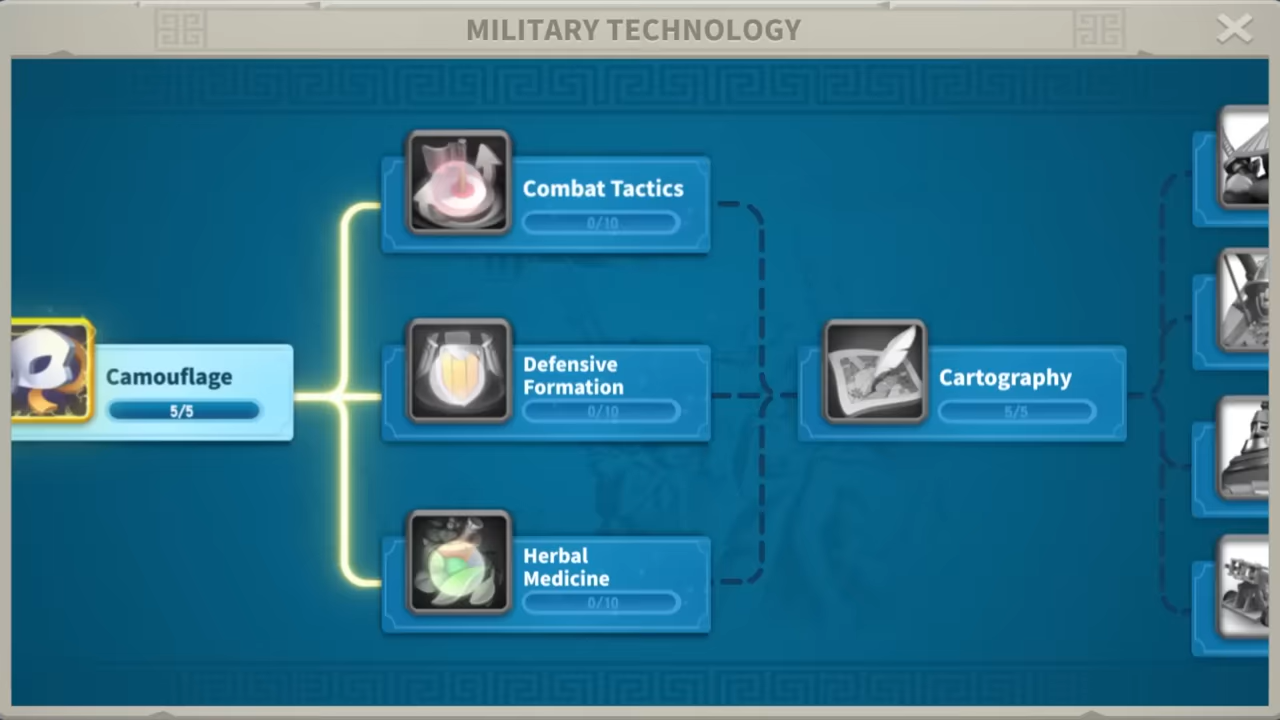 MILITARY TECHNOLOGY
Combat Tactics
0/10
Camouflage
5/5
Defensive
Formation
0/10
Cartography
5/5
Herbal
Medicine
0/10